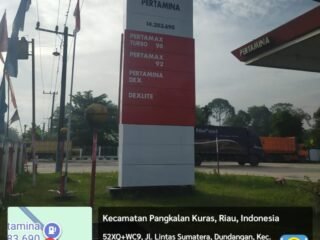 PERTAMINA
14.283.690
PERTAMAX
TURBO 98
PERTAMAX
92
PERTAMINA
DEX
DEXLITE
PERTAMINA
Kecamatan Pangkalan Kuras, Riau, Indonesia
52XQ+WC9, Jl. Lintas Sumatera, Dundangan, Kec.